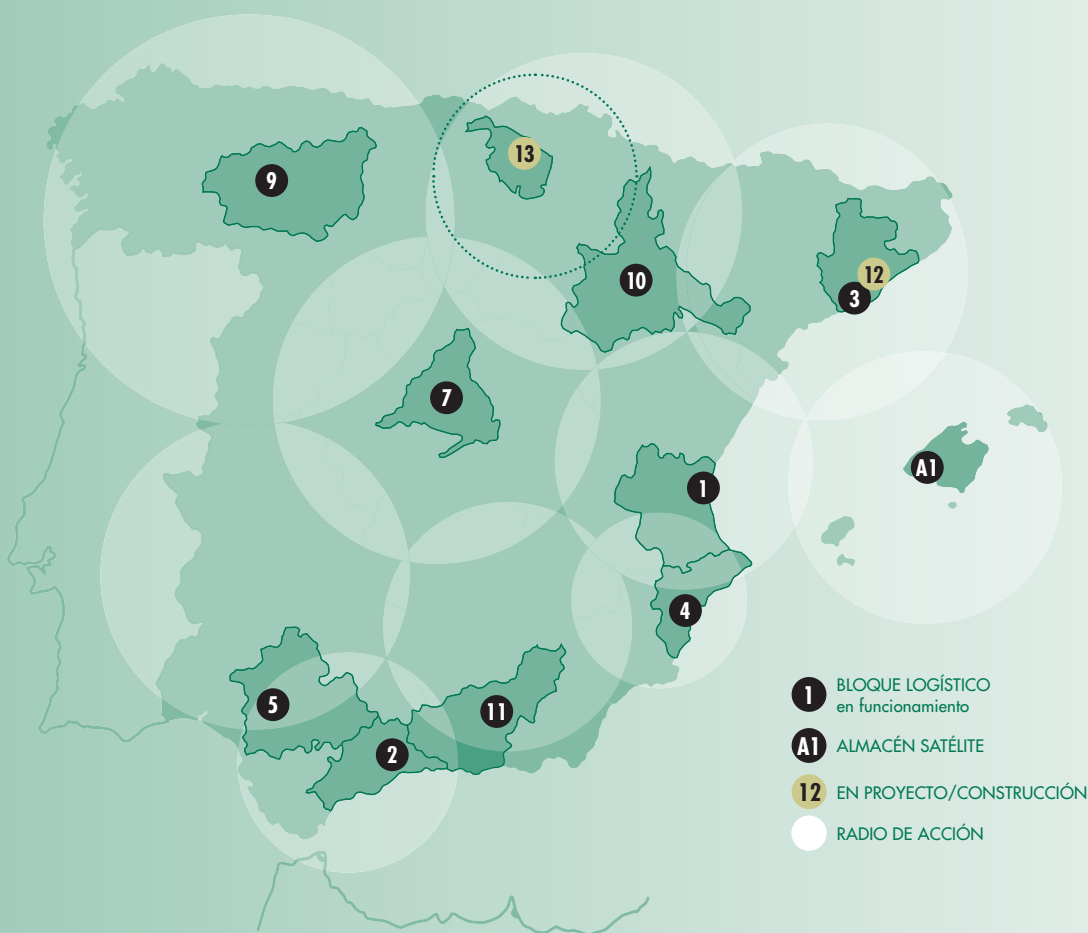 13
9
12
10
3
7
A1
1
4
5
11
2
1 BLOQUE LOGÍSTICO
en funcionamiento
A1 ALMACÉN SATÉLITE
12 EN PROYECTO/CONSTRUCCIÓN
RADIO DE ACCIÓN